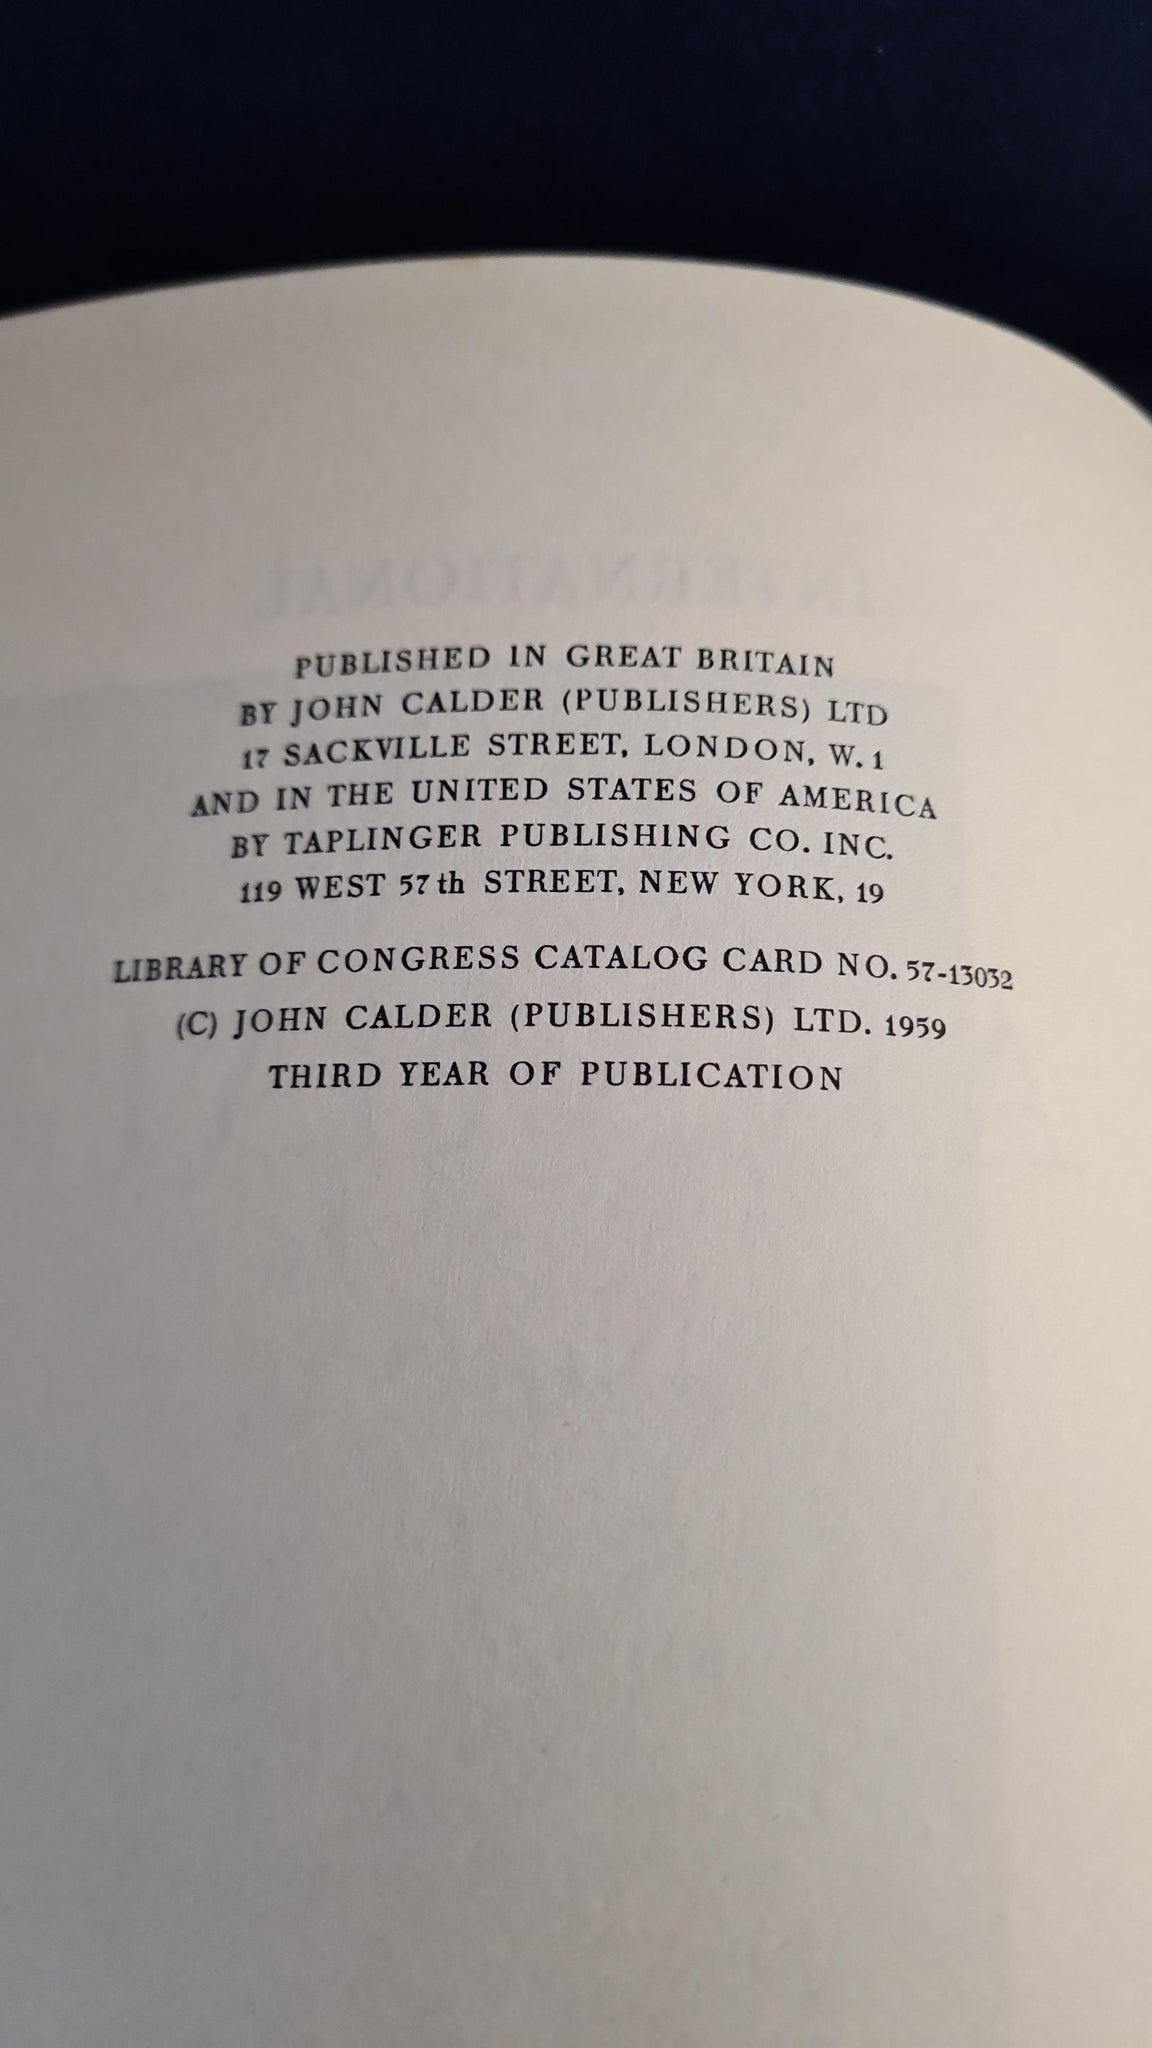 INTERNATIONAL
PUBLISHED IN GREAT BRITAIN
BY JOHN CALDER (PUBLISHERS) LTD
17 SACKVILLE STREET, LONDON, W. 1
AND IN THE UNITED STATES OF AMERICA
BY TAPLINGER PUBLISHING CO. INC.
119 WEST 57th STREET, NEW YORK, 19
LIBRARY OF CONGRESS CATALOG CARD NO. 57-13032
(C) JOHN CALDER (PUBLISHERS) LTD. 1959
THIRD YEAR OF PUBLICATION